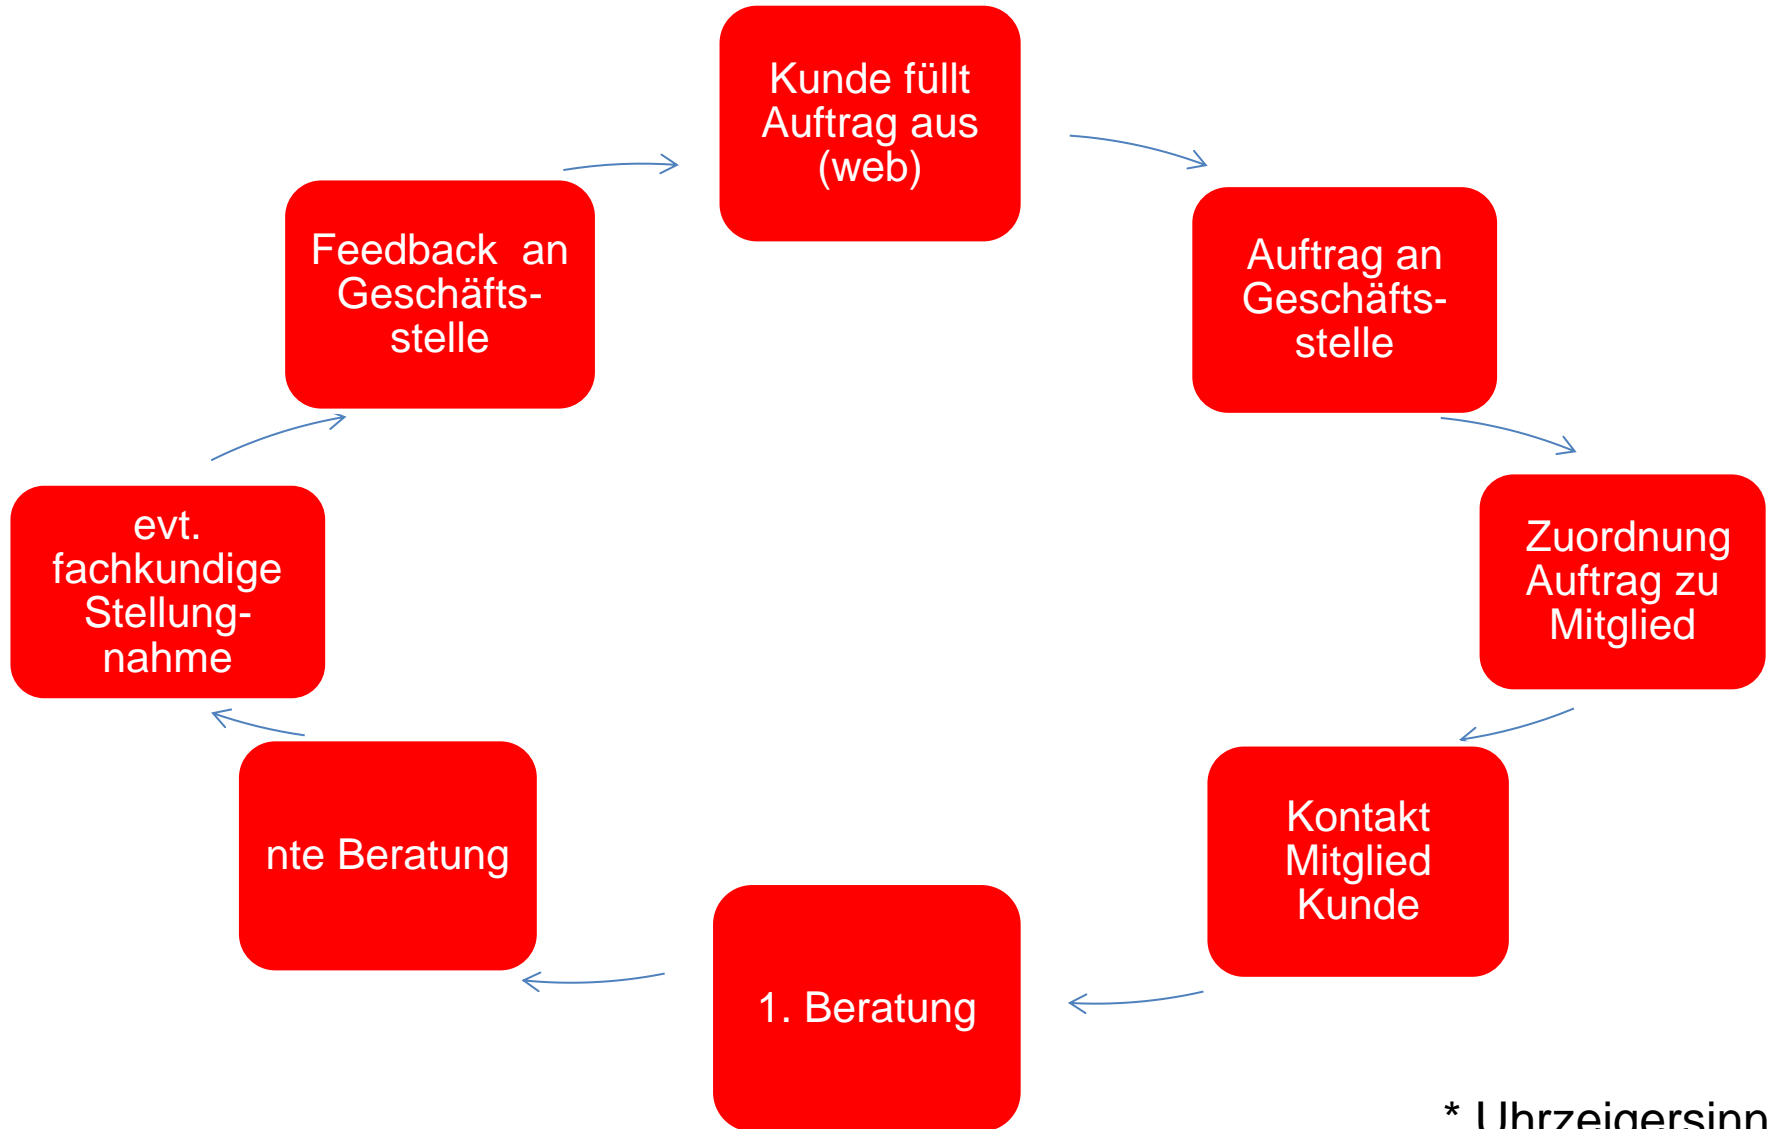 Kunde füllt
Auftrag aus
(web)
Auftrag an
Geschäfts-
stelle
Zuordnung
Auftrag zu
Mitglied
Kontakt
Mitglied
Kunde
1. Beratung
nte Beratung
evt.
fachkundige
Stellung-
nahme
Feedback an
Geschäfts-
stelle
* Uhrzeigersinn